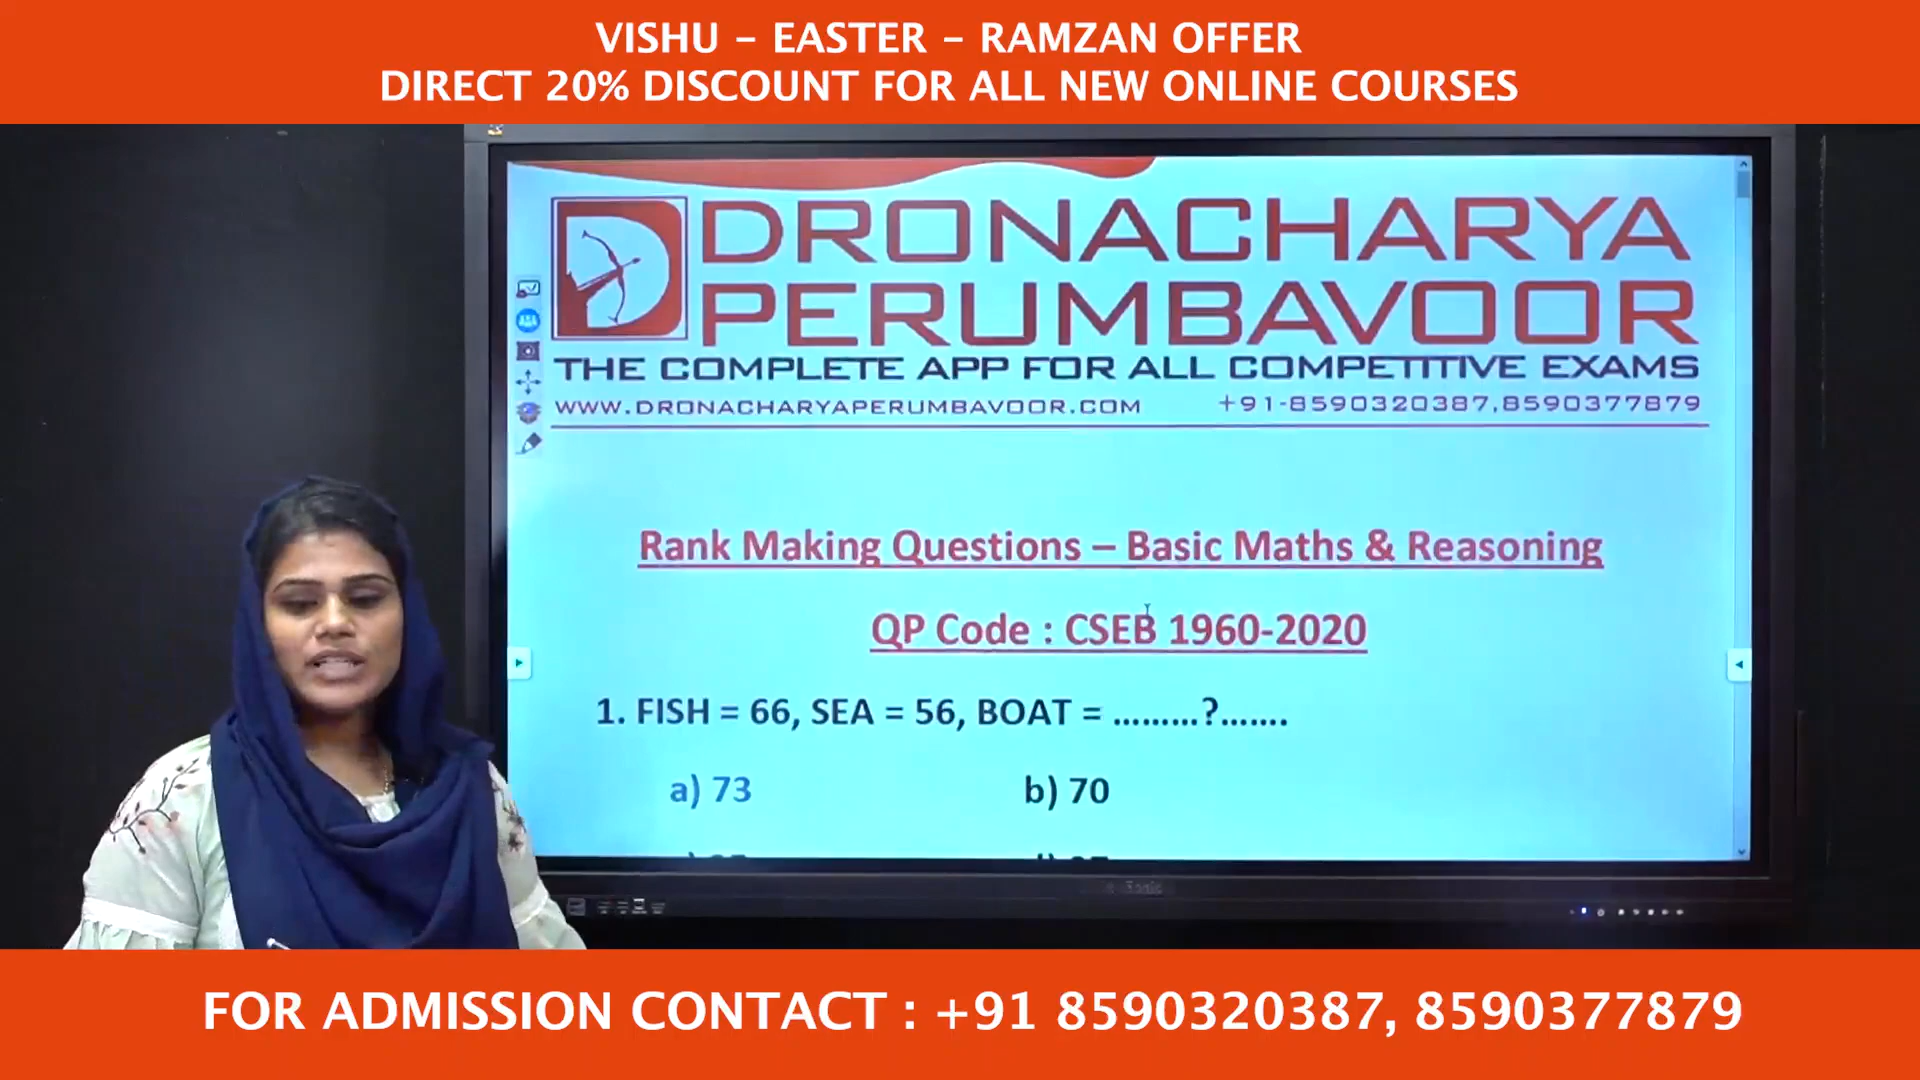 VISHU – EASTER – RAMZAN OFFER
DIRECT 20% DISCOUNT FOR ALL NEW ONLINE COURSES
DRONACHARYA
PERUMBAVOOR
THE COMPLETE APP FOR ALL COMPETITIVE EXAMS
WWW.DRONACHARYAPERUMBAVOOR.COM +91-8590320387,8590377879
Rank Making Questions – Basic Maths & Reasoning
QP Code : CSEB 1960-2020
1. FISH = 66, SEA = 56, BOAT = .........?.......
a) 73 b) 70
FOR ADMISSION CONTACT : +91 8590320387, 8590377879